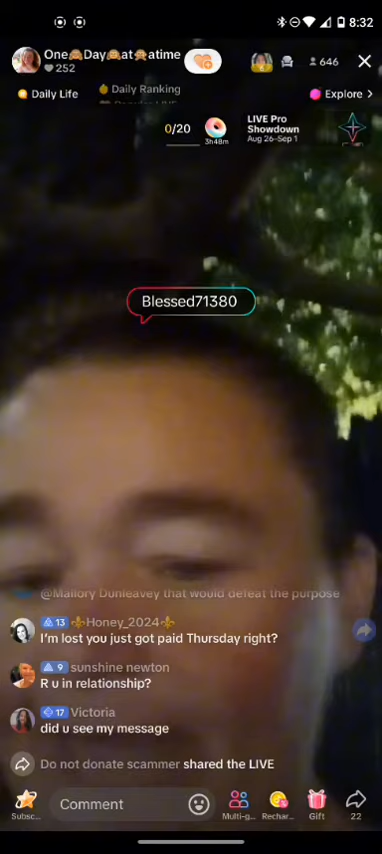 8:32
One🙈Day🙉at🙊atime
252
646
Daily Life
Daily Ranking
Explore >
0/20
3h48m
LIVE Pro
Showdown
Aug 26-Sep 1
Blessed71380
@Mallory Dunleavey that would defeat the purpose
13 ⚜️Honey_2024⚜️
I'm lost you just got paid Thursday right?
9 sunshine newton
R u in relationship?
17 Victoria
did u see my message
Do not donate scammer shared the LIVE
Subsc...
Comment
Multi-g...
Rechar...
Gift
22